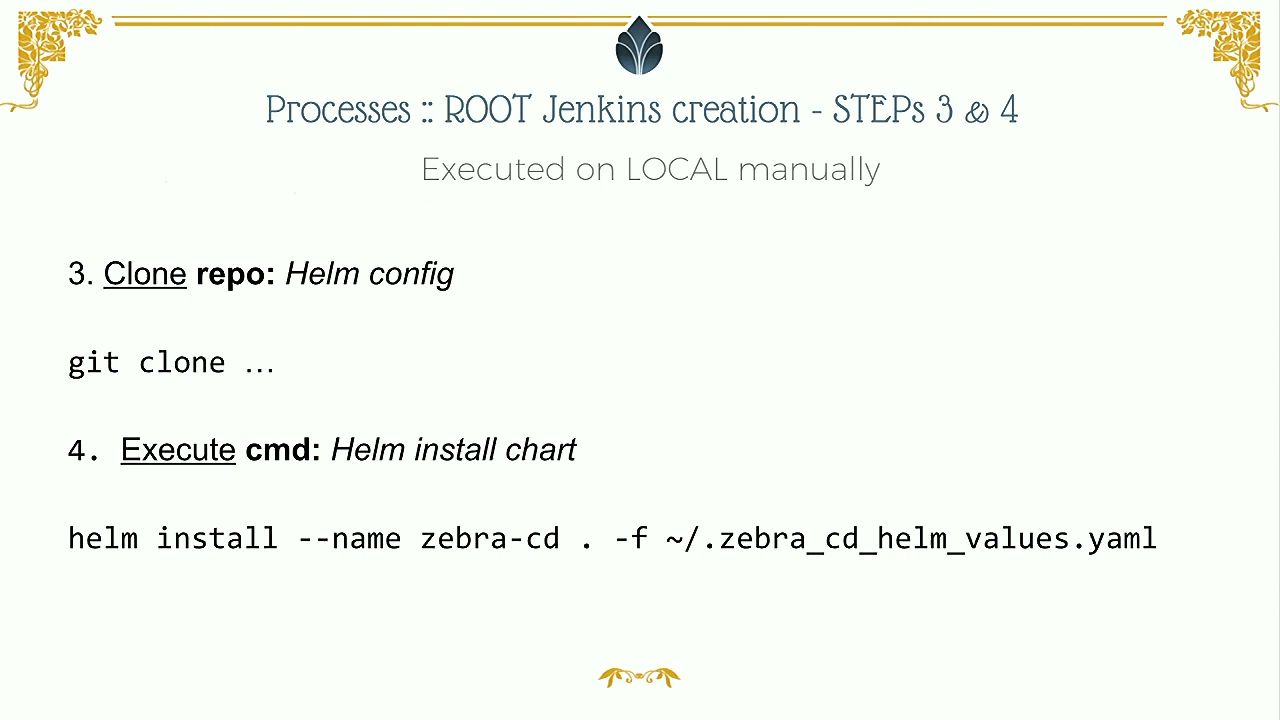 Processes :: ROOT Jenkins creation - STEPs 3 & 4
Executed on LOCAL manually
3. Clone repo: Helm config
git clone …
4. Execute cmd: Helm install chart
helm install --name zebra-cd . -f ~/.zebra_cd_helm_values.yaml